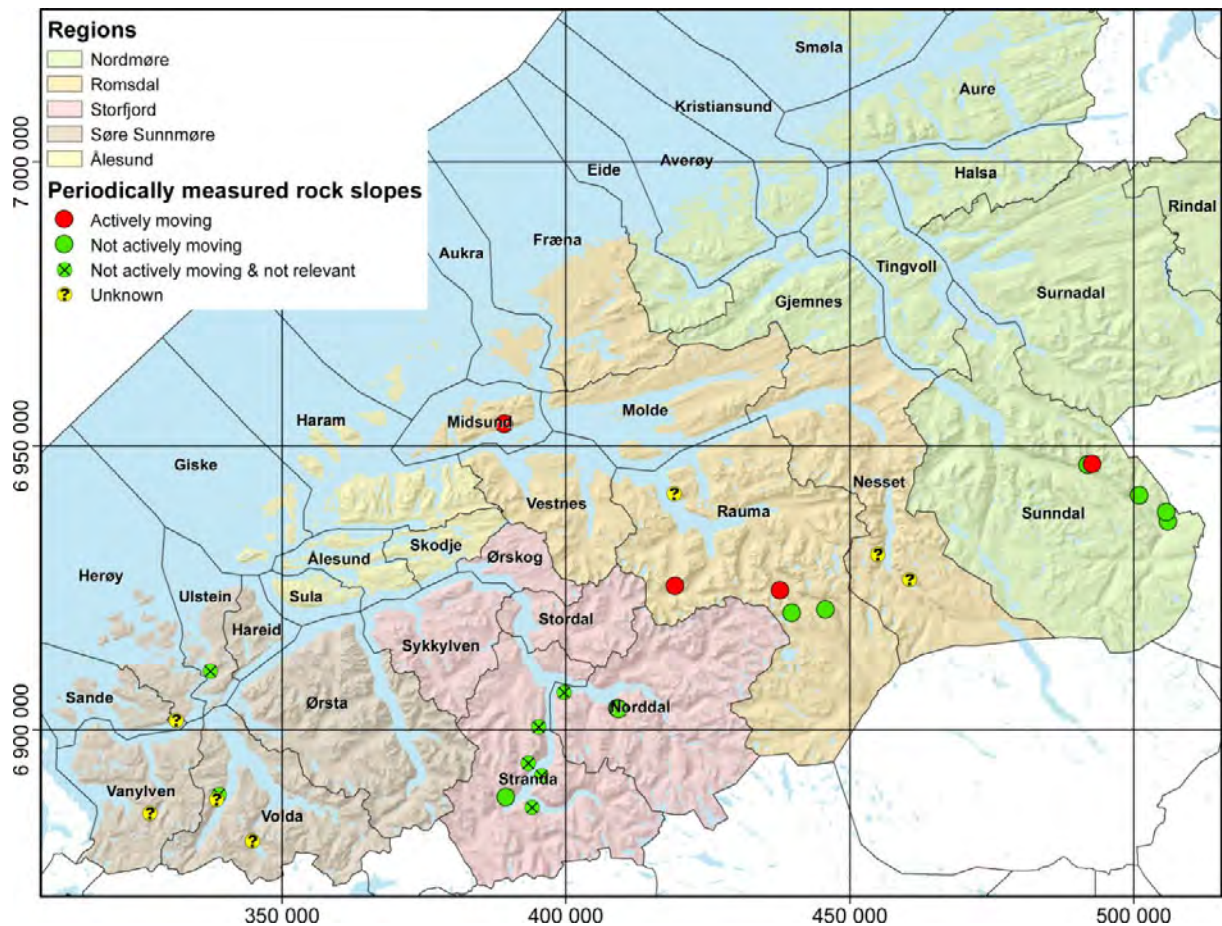 Regions
Nordmøre
Romsdal
Storfjord
Søre Sunnmøre
Ålesund
Periodically measured rock slopes
Actively moving
Not actively moving
Not actively moving & not relevant
? Unknown
Smøla
Aure
Kristiansund
Averøy
Eide
Halsa
Rindal
Fræna
Aukra
Tingvoll
Surnadal
Gjemnes
Haram
Midsund
Molde
Giske
Nesset
Vestnes
?
Rauma
Sunndal
Ålesund
Skodje
Ørskog
?
Herøy
Ulstein
Sula
?
Hareid
Stordal
Sykkylven
Sande
Ørsta
Norddal
?
Stranda
Vanylven
?
?
Volda
?
7 000 000
6 950 000
6 900 000
350 000
400 000
450 000
500 000